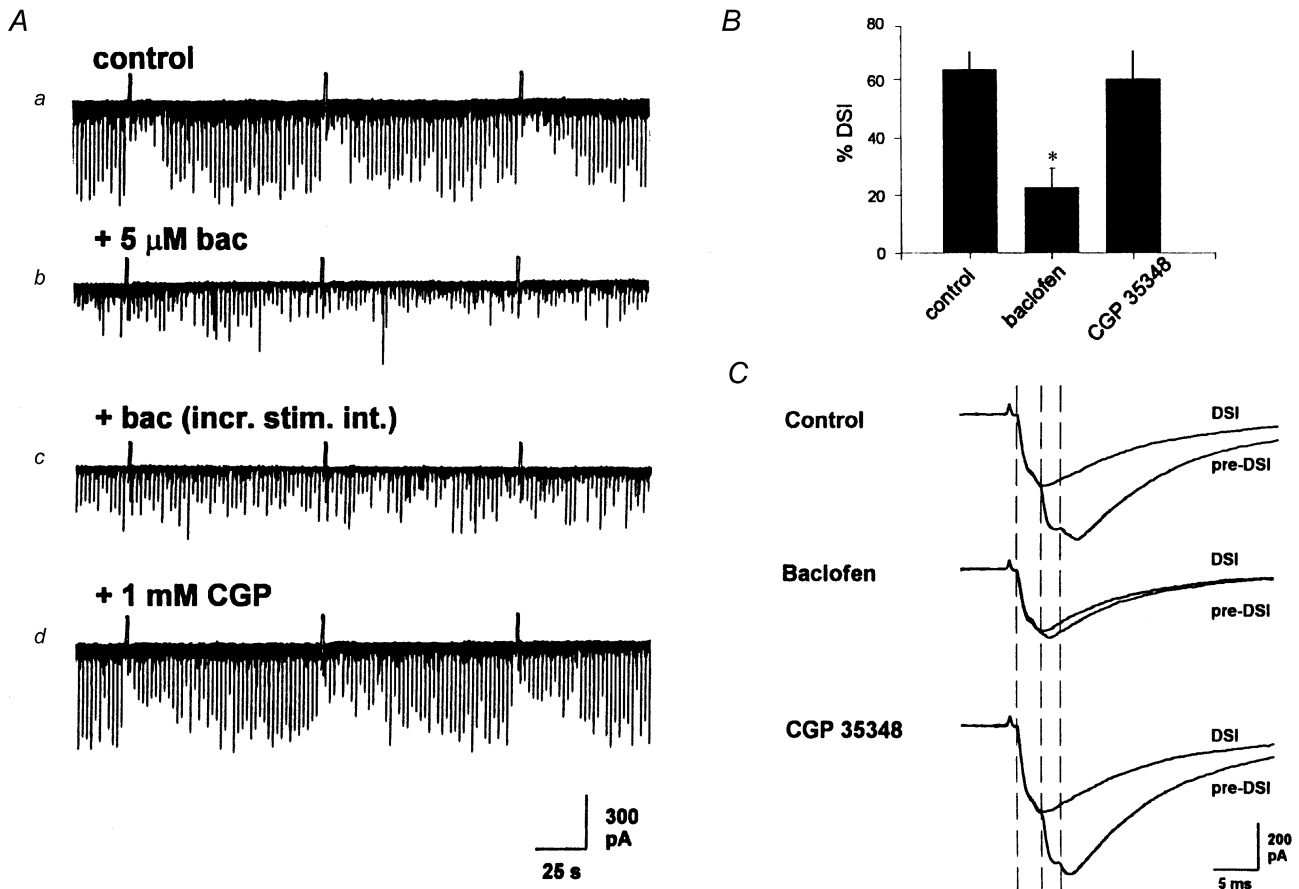 A
control
a
+ 5 μM bac
b
+ bac (incr. stim. int.)
c
+ 1 mM CGP
d
300
pA
25 s
B
80
60
40
20
0
% DSI
*
control
baclofen
CGP 35348
C
Control
DSI
pre-DSI
Baclofen
DSI
pre-DSI
CGP 35348
DSI
pre-DSI
200
pA
5 ms